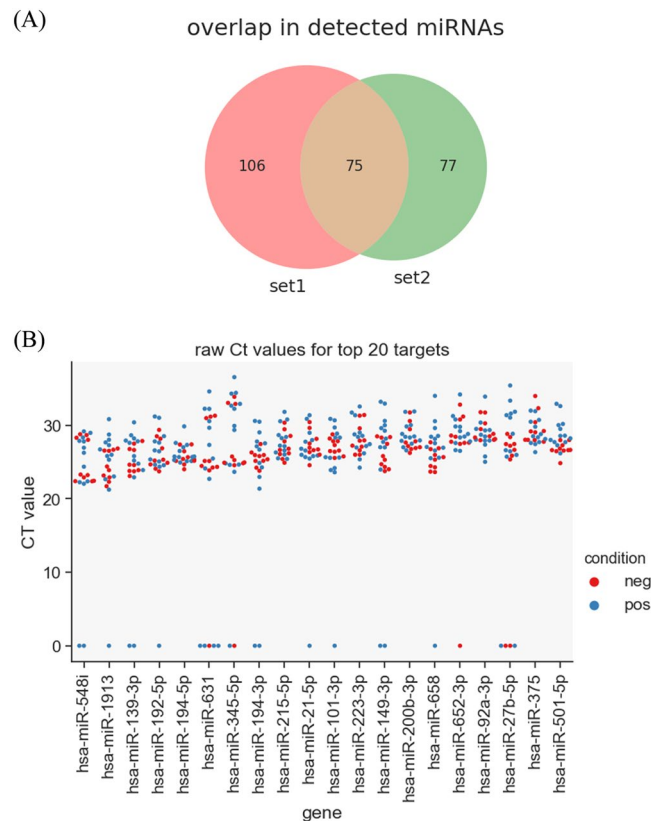 (A)
overlap in detected miRNAs
106
75
77
set1
set2
(B)
raw Ct values for top 20 targets
CT value
30
20
10
0
condition
neg
pos
hsa-miR-548i
hsa-miR-1913
hsa-miR-139-3p
hsa-miR-192-5p
hsa-miR-194-5p
hsa-miR-631
hsa-miR-345-5p
hsa-miR-194-3p
hsa-miR-215-5p
hsa-miR-21-5p
hsa-miR-101-3p
hsa-miR-223-3p
hsa-miR-149-3p
hsa-miR-200b-3p
hsa-miR-658
hsa-miR-652-3p
hsa-miR-92a-3p
hsa-miR-27b-5p
hsa-miR-375
hsa-miR-501-5p
gene